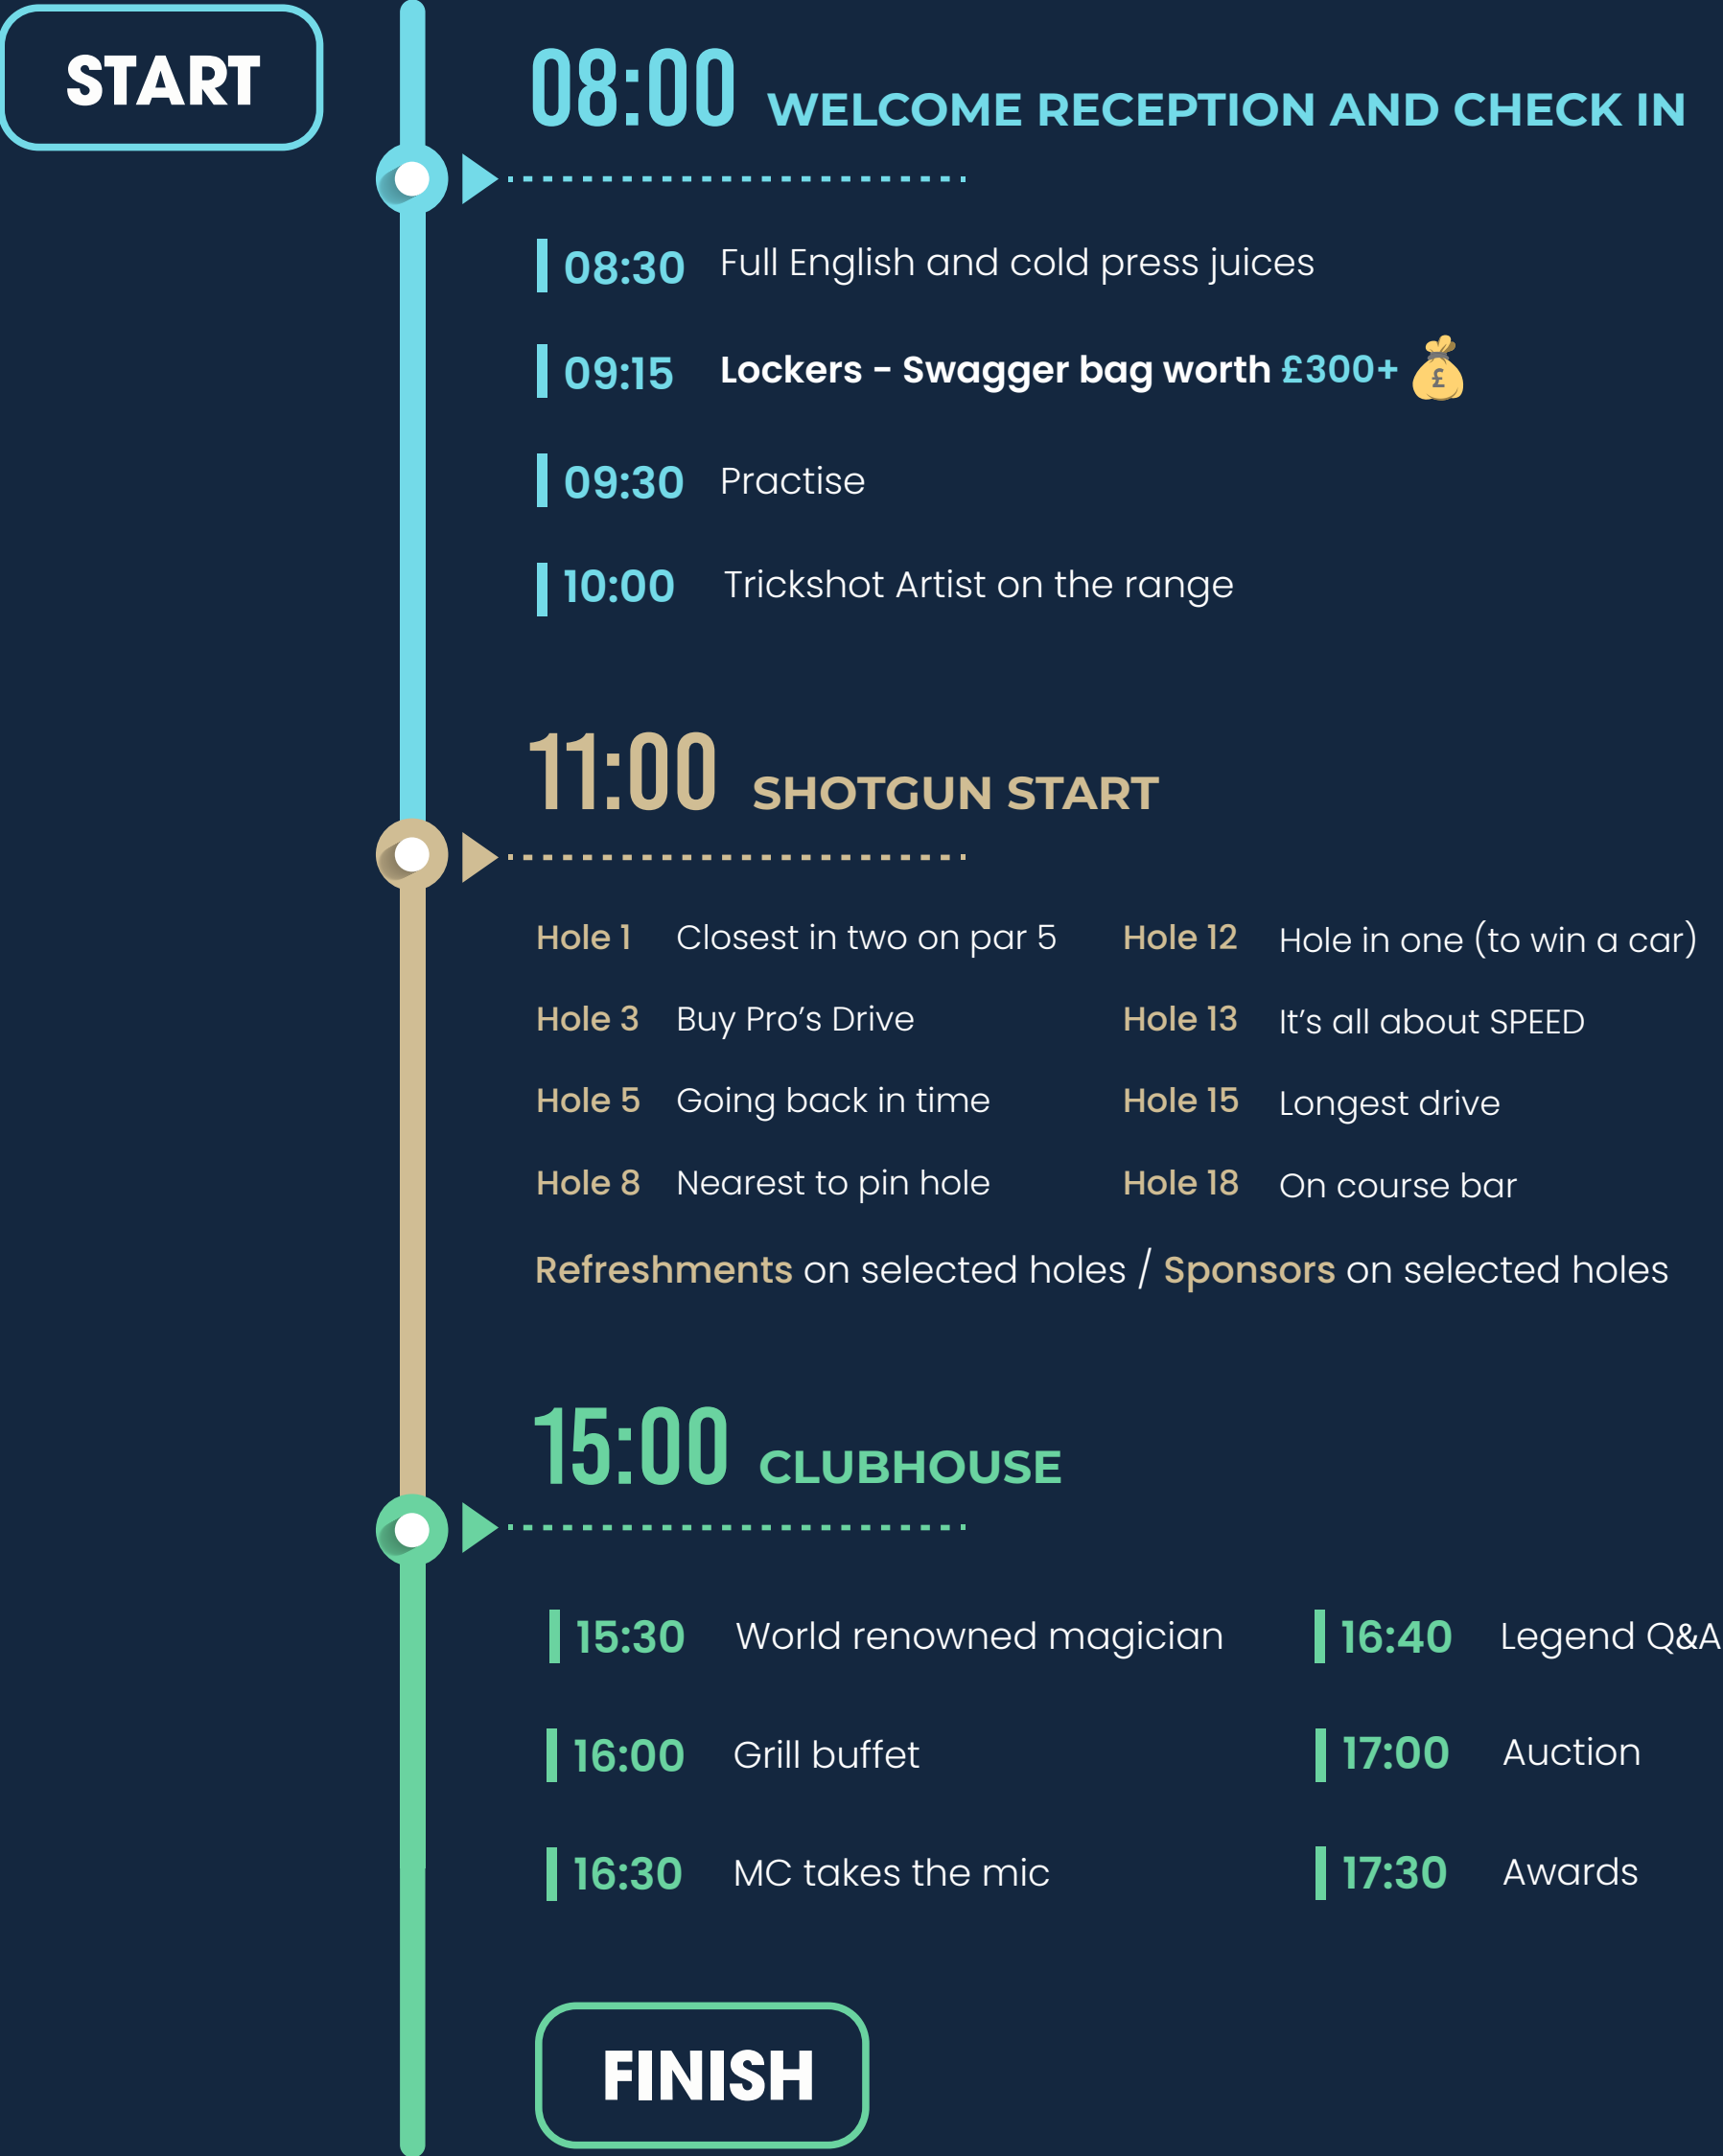 START
08:00 WELCOME RECEPTION AND CHECK IN
08:30 Full English and cold press juices
09:15 Lockers - Swagger bag worth £300+
£
09:30 Practise
10:00 Trickshot Artist on the range
11:00 SHOTGUN START
Hole 1 Closest in two on par 5
Hole 3 Buy Pro’s Drive
Hole 5 Going back in time
Hole 8 Nearest to pin hole
Hole 12 Hole in one (to win a car)
Hole 13 It’s all about SPEED
Hole 15 Longest drive
Hole 18 On course bar
Refreshments on selected holes / Sponsors on selected holes
15:00 CLUBHOUSE
15:30 World renowned magician
16:00 Grill buffet
16:30 MC takes the mic
16:40 Legend Q&A
17:00 Auction
17:30 Awards
FINISH